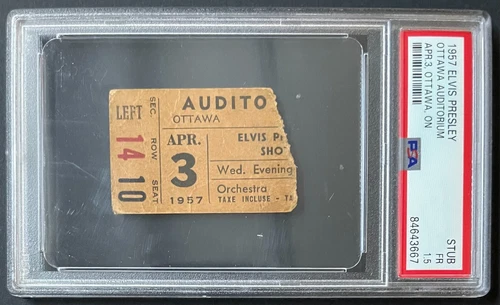 SEC.
LEFT
ROW
14
SEAT
10
AUDITO
OTTAWA
APR.
3
1957
ELVIS P
SHO
Wed. Evening
Orchestra
TAXE INCLUSE - T
1957 ELVIS PRESLEY
OTTAWA AUDITORIUM
APR.3, OTTAWA, ON
PSA
STUB
FR
1.5
84643667